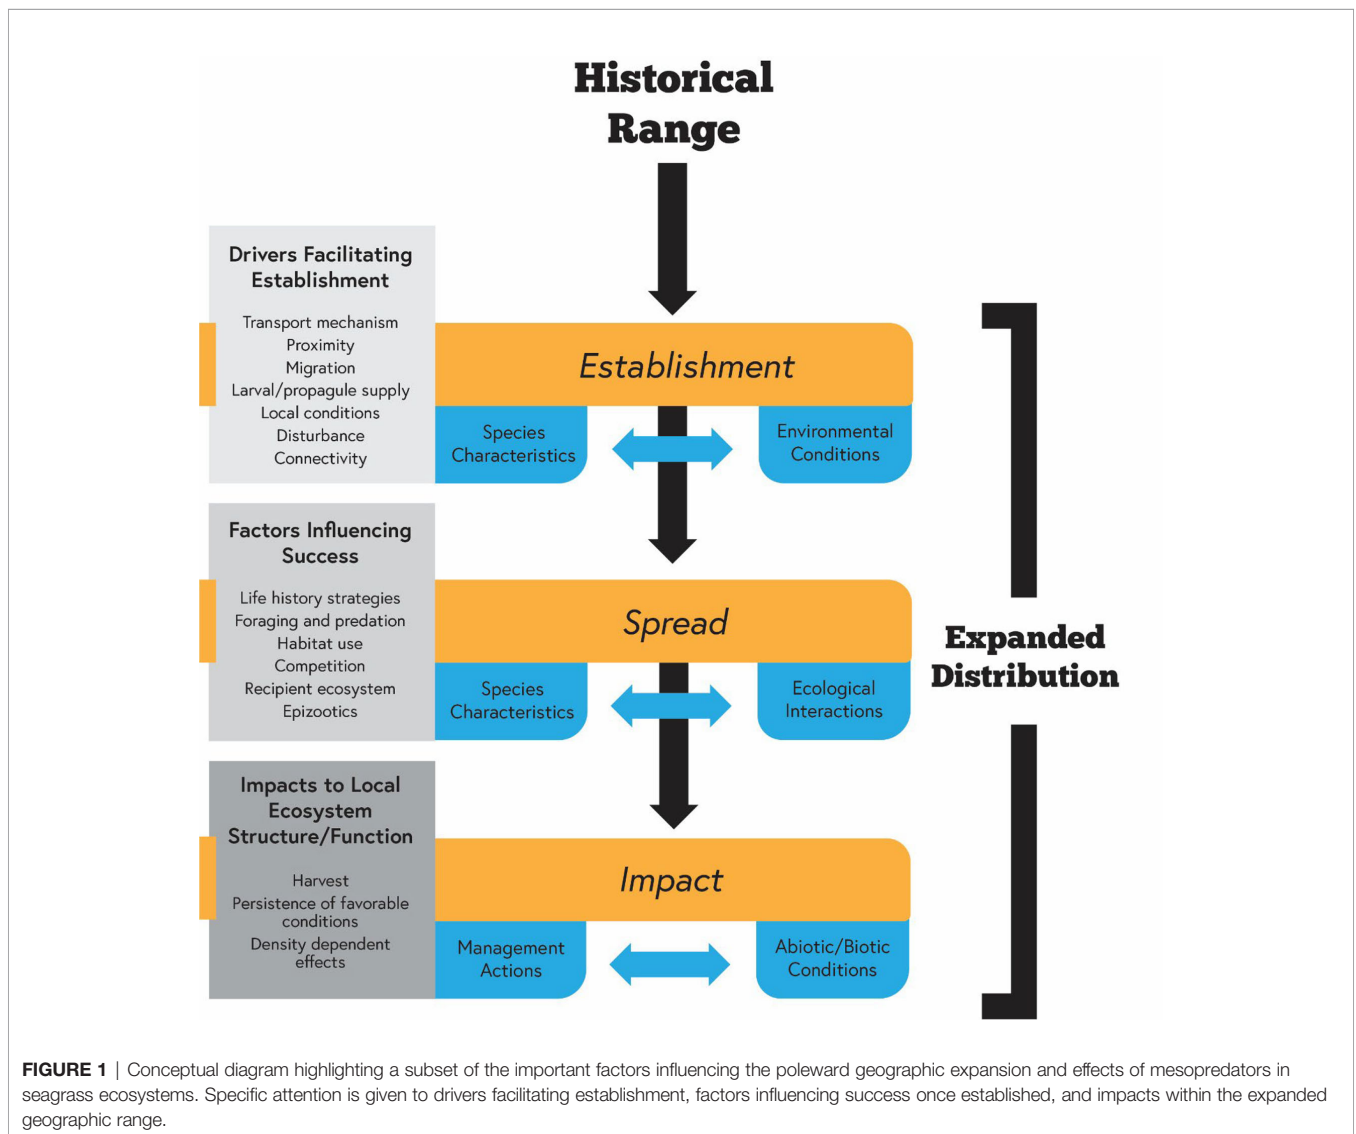 Historical
Range
Drivers Facilitating
Establishment
Transport mechanism
Proximity
Migration
Larval/propagule supply
Local conditions
Disturbance
Connectivity
Establishment
Species
Characteristics
Environmental
Conditions
Factors Influencing
Success
Life history strategies
Foraging and predation
Habitat use
Competition
Recipient ecosystem
Epizootics
Spread
Species
Characteristics
Ecological
Interactions
Expanded
Distribution
Impacts to Local
Ecosystem
Structure/Function
Harvest
Persistence of favorable
conditions
Density dependent
effects
Impact
Management
Actions
Abiotic/Biotic
Conditions
FIGURE 1 | Conceptual diagram highlighting a subset of the important factors influencing the poleward geographic expansion and effects of mesopredators in
seagrass ecosystems. Specific attention is given to drivers facilitating establishment, factors influencing success once established, and impacts within the expanded
geographic range.